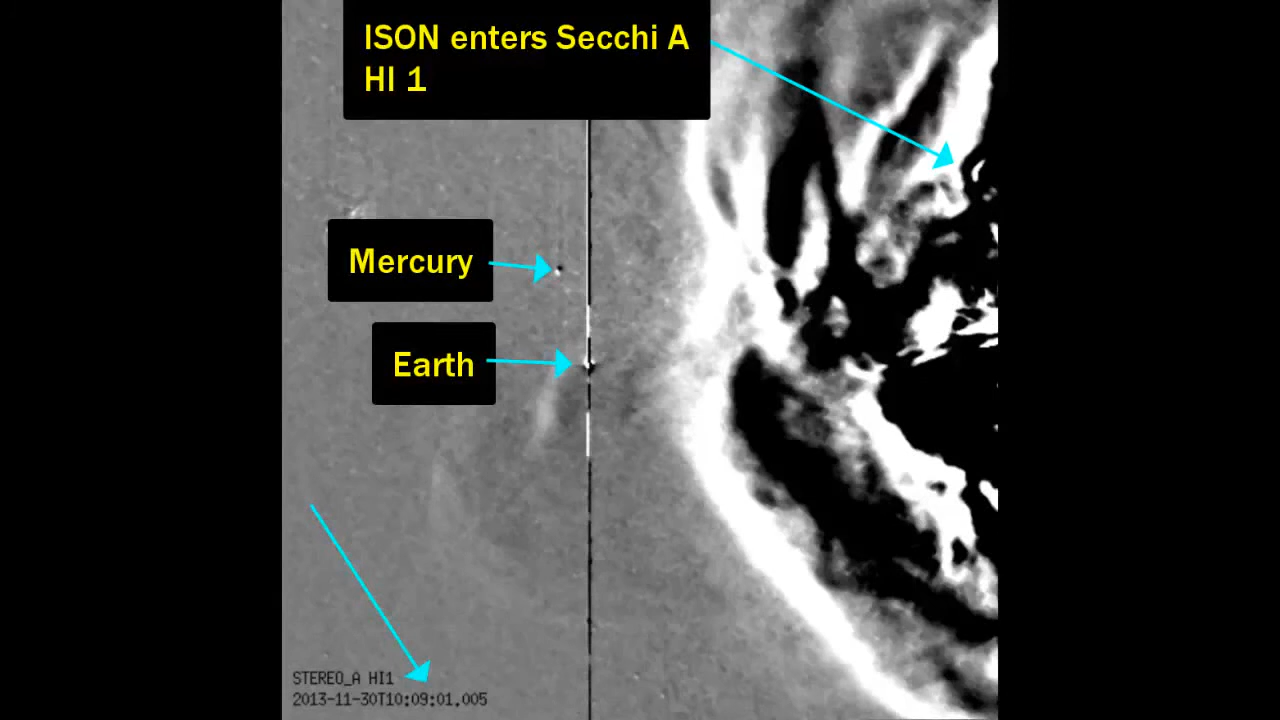 ISON enters Secchi A
HI 1
Mercury
Earth
STEREO_A HI1
2013-11-30T10:09:01.005